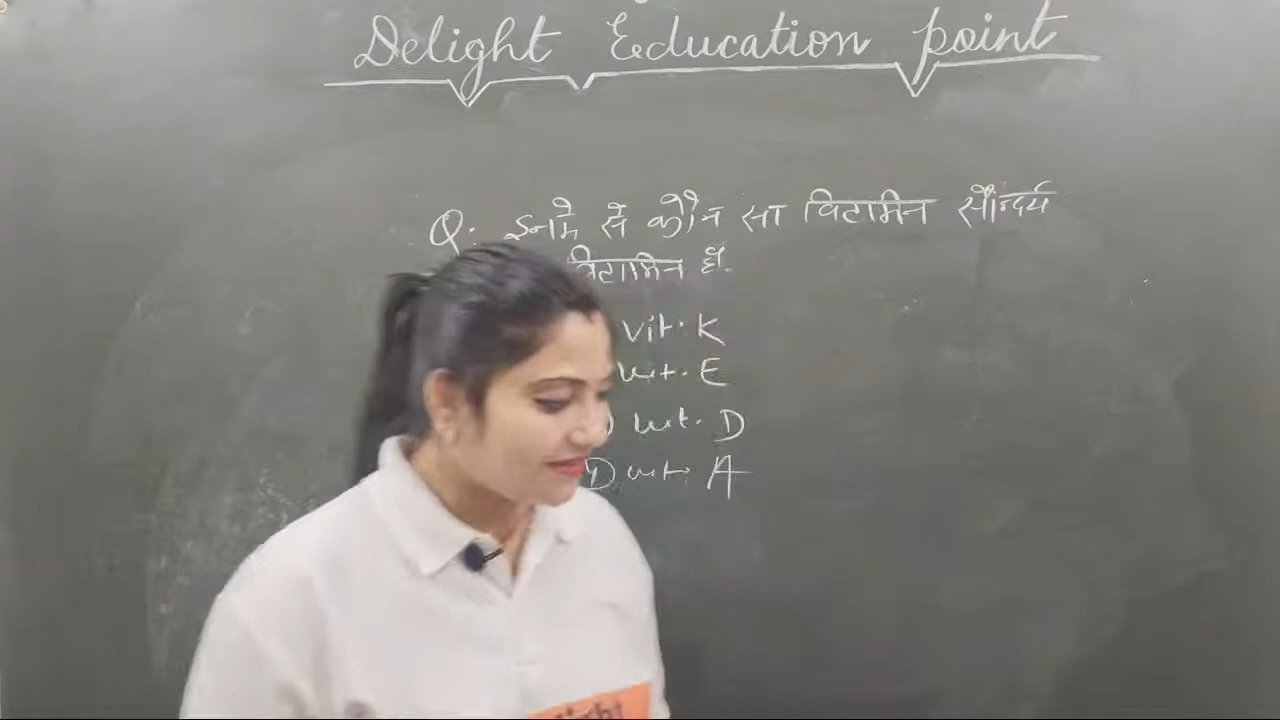 Delight Education point
Q. इनमे से कौन सा विटामिन सौन्दर्य
विटामिन है.
Vit. K
vit. E
) vit. D
D vit. A